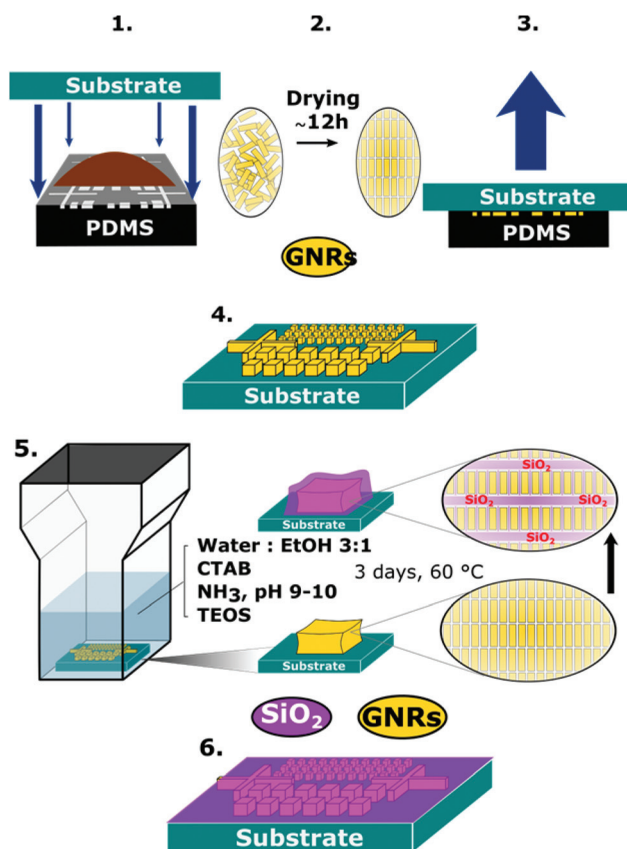 1.
2.
3.
Substrate
PDMS
Drying
~12h
Substrate
PDMS
GNRs
4.
Substrate
5.
Water : EtOH 3:1
CTAB
NH3, pH 9-10
TEOS
Substrate
SiO2
SiO2
SiO2
SiO2
3 days, 60 °C
Substrate
SiO2
GNRs
6.
Substrate